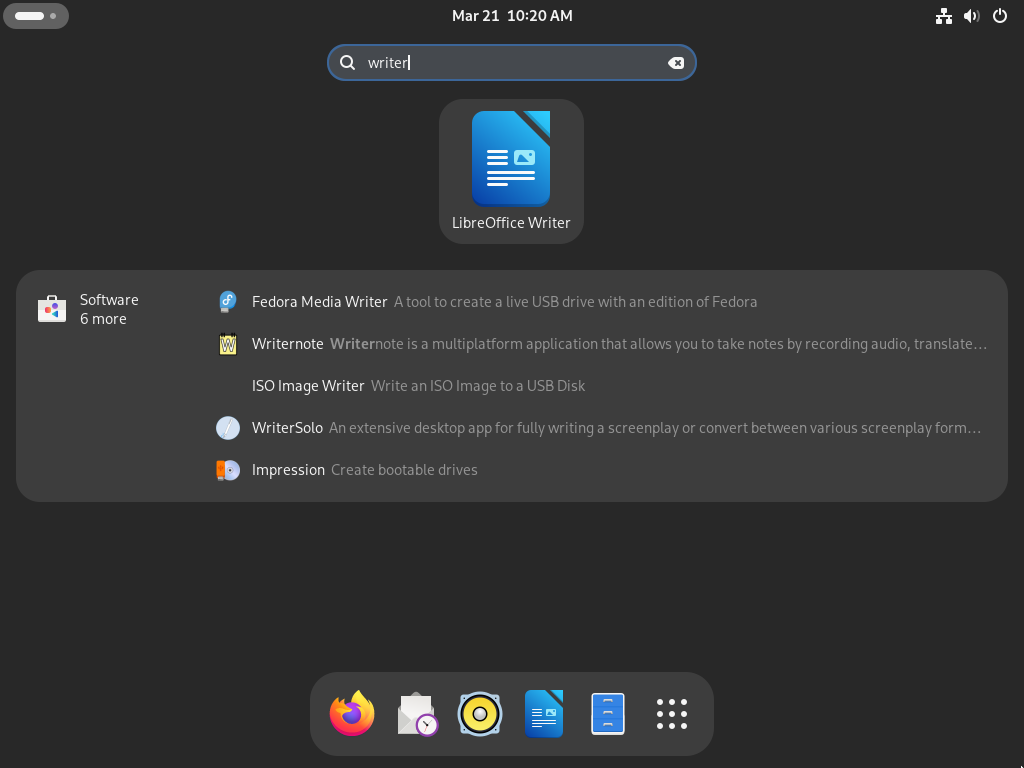 Mar 21 10:20 AM
writer
LibreOffice Writer
Software
6 more
Fedora Media Writer A tool to create a live USB drive with an edition of Fedora
Writernote Writernote is a multiplatform application that allows you to take notes by recording audio, translate…
ISO Image Writer Write an ISO Image to a USB Disk
WriterSolo An extensive desktop app for fully writing a screenplay or convert between various screenplay form…
Impression Create bootable drives